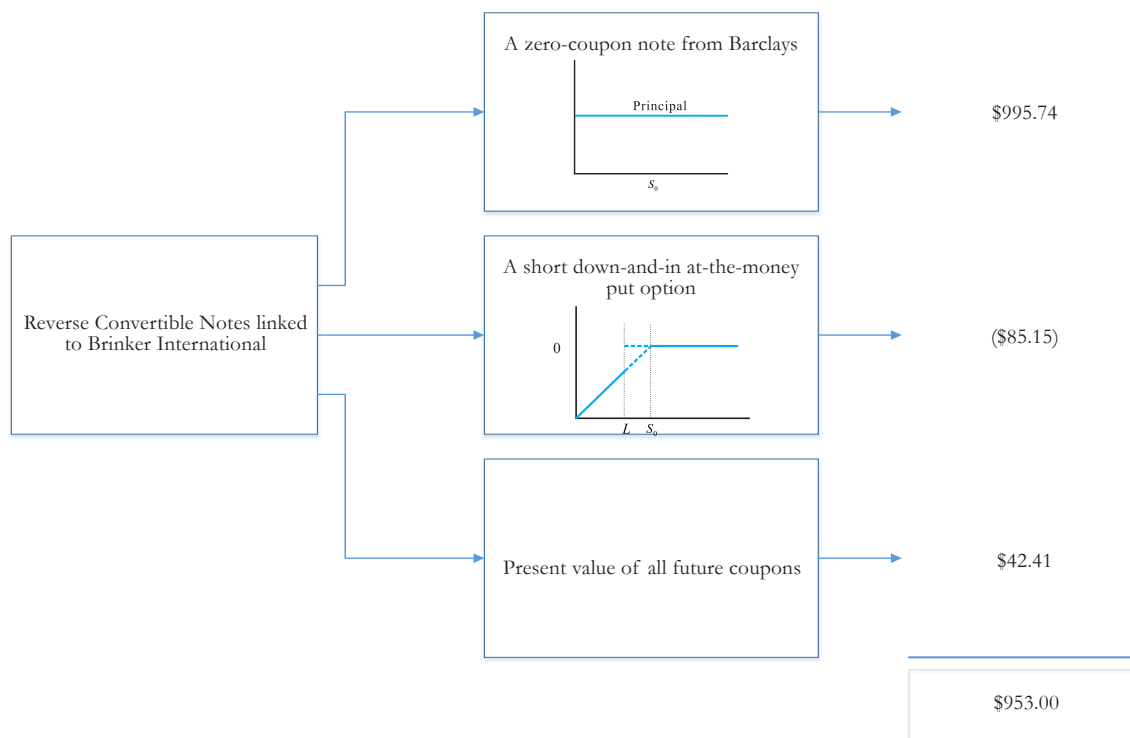 A zero-coupon note from Barclays
Principal
S₀
$995.74
Reverse Convertible Notes linked
to Brinker International
A short down-and-in at-the-money
put option
0
L S₀
($85.15)
Present value of all future coupons
$42.41
$953.00